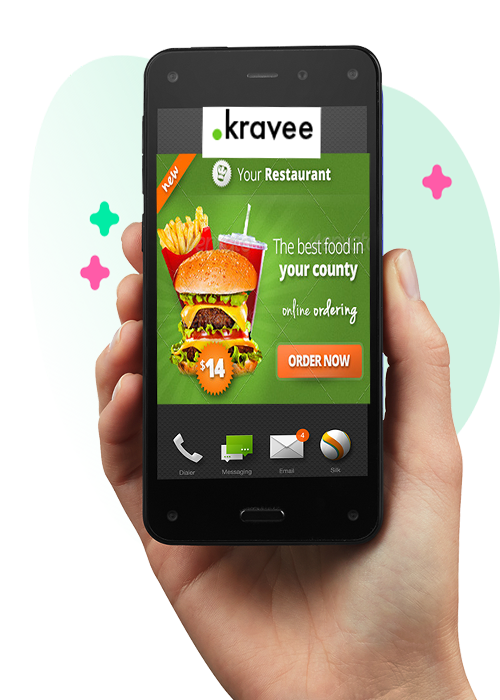 .kravee
new
Your Restaurant
The best food in
your county
online ordering
$14
ORDER NOW
4
Dialer
Messaging
Email
Silk